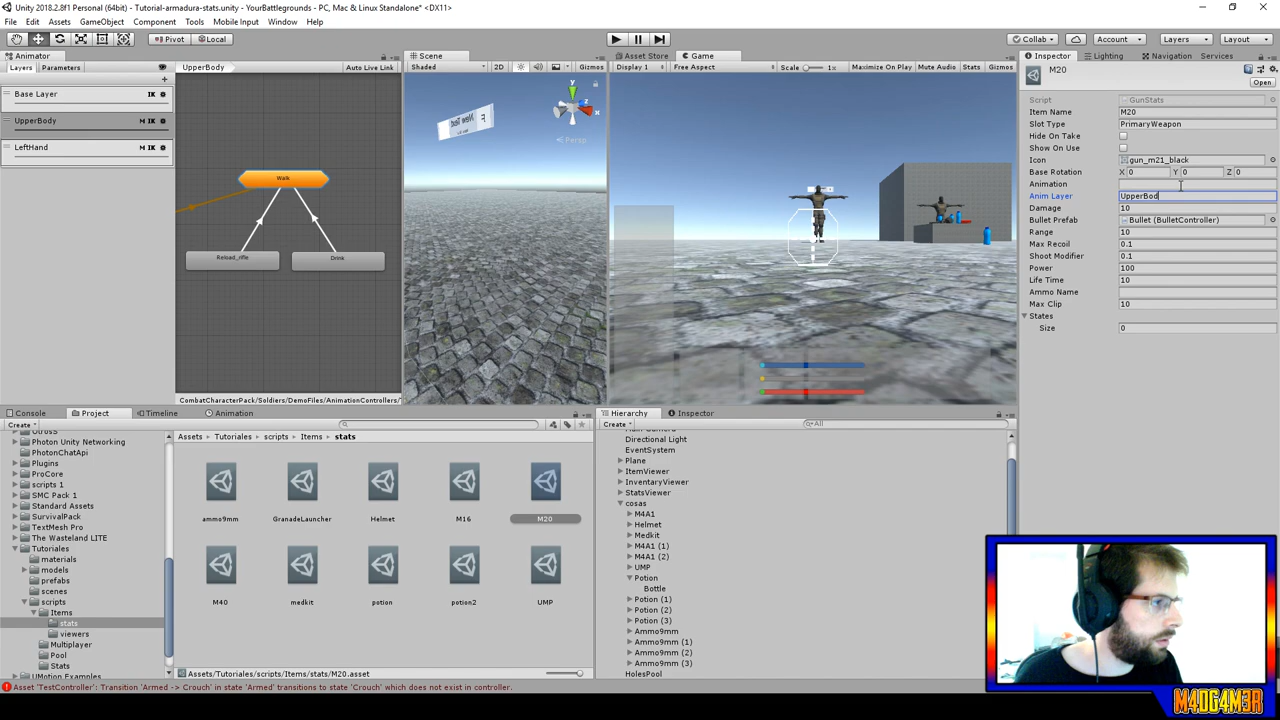 Unity 2018.2.8f1 Personal (64bit) - Tutorial-armadura-stats.unity - YourBattlegrounds - PC, Mac & Linux Standalone* <DX11>
File Edit Assets GameObject Component Tools Mobile Input Window Help
Pivot Local Collab Account Layers Layout
Animator Scene Asset Store Game Inspector Lighting Navigation Services
Layers Parameters UpperBody Auto Live Link Shaded 2D Gizmos Display 1 Free Aspect Scale 1x Maximize On Play Mute Audio Stats Gizmos
M20
Open
Base Layer IK
UpperBody M IK
LeftHand M IK
Walk
Reload_rifle Drink
CombatCharacterPack/Soldiers/DemoFiles/AnimationControllers/
New Text
F
y
Persp
Script GunStats
Item Name M20
Slot Type PrimaryWeapon
Hide On Take
Show On Use
Icon gun_m21_black
Base Rotation X 0 Y 0 Z 0
Animation
Anim Layer UpperBod
Damage 10
Bullet Prefab Bullet (BulletController)
Range 10
Max Recoil 0.1
Shoot Modifier 0.1
Power 100
Life Time 10
Ammo Name
Max Clip 10
States
Size 0
Console Project Timeline Animation
Create
Photon Unity Networking
PhotonChatApi
Plugins
ProCore
scripts 1
SMC Pack 1
Standard Assets
SurvivalPack
TextMesh Pro
The Wasteland LITE
Tutoriales
materials
models
prefabs
scenes
scripts
Items
stats
viewers
Multiplayer
Pool
Stats
UMotion Examples
Assets Tutoriales scripts Items stats
ammo9mm GranadeLauncher Helmet M16 M20
M40 medkit potion potion2 UMP
Assets/Tutoriales/scripts/Items/stats/M20.asset
Hierarchy Inspector
Create All
Directional Light
EventSystem
Plane
ItemViewer
InventaryViewer
StatsViewer
cosas
M4A1
Helmet
Medkit
M4A1 (1)
M4A1 (2)
UMP
Potion
Bottle
Potion (1)
Potion (2)
Potion (3)
Ammo9mm
Ammo9mm (1)
Ammo9mm (2)
Ammo9mm (3)
HolesPool
Asset 'TestController': Transition 'Armed -> Crouch' in state 'Armed' transitions to state 'Crouch' which does not exist in controller.
M40G4M3R